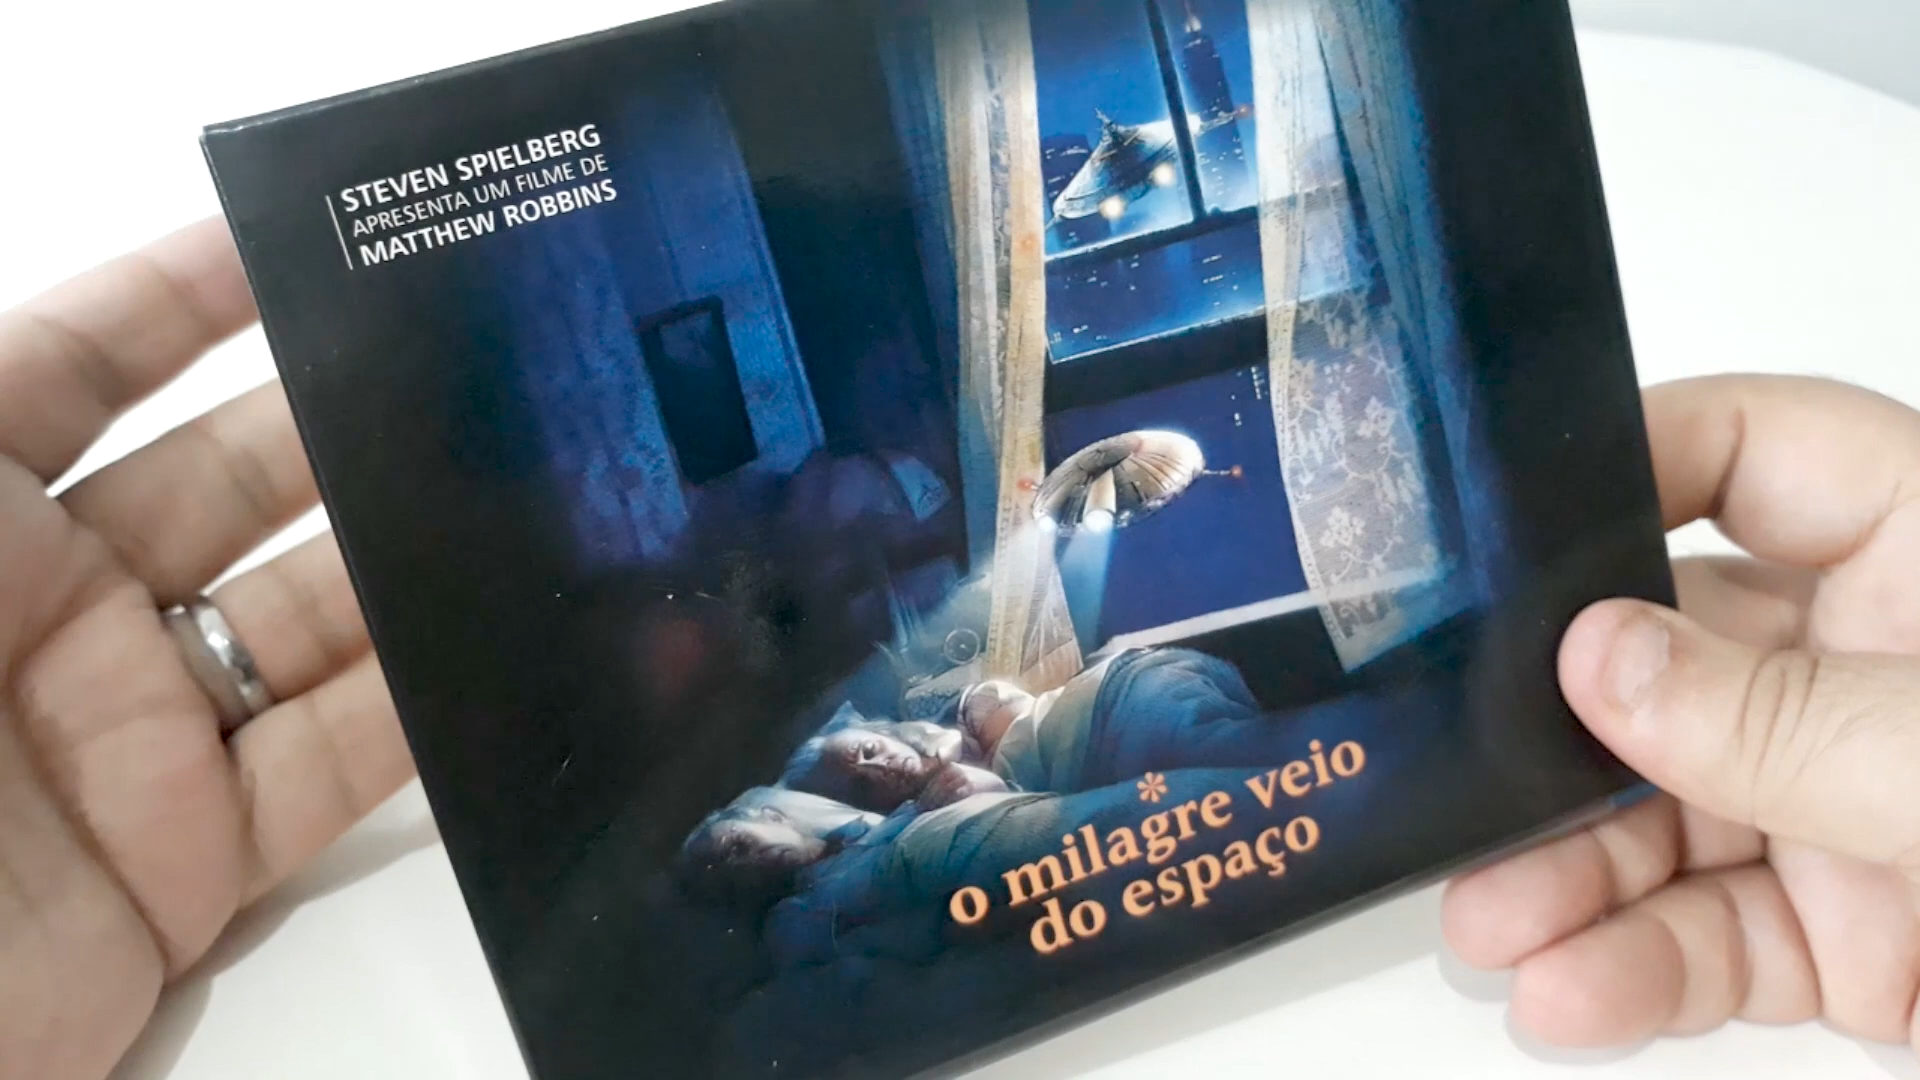 STEVEN SPIELBERG
APRESENTA UM FILME DE
MATTHEW ROBBINS
*
o milagre veio
do espaço